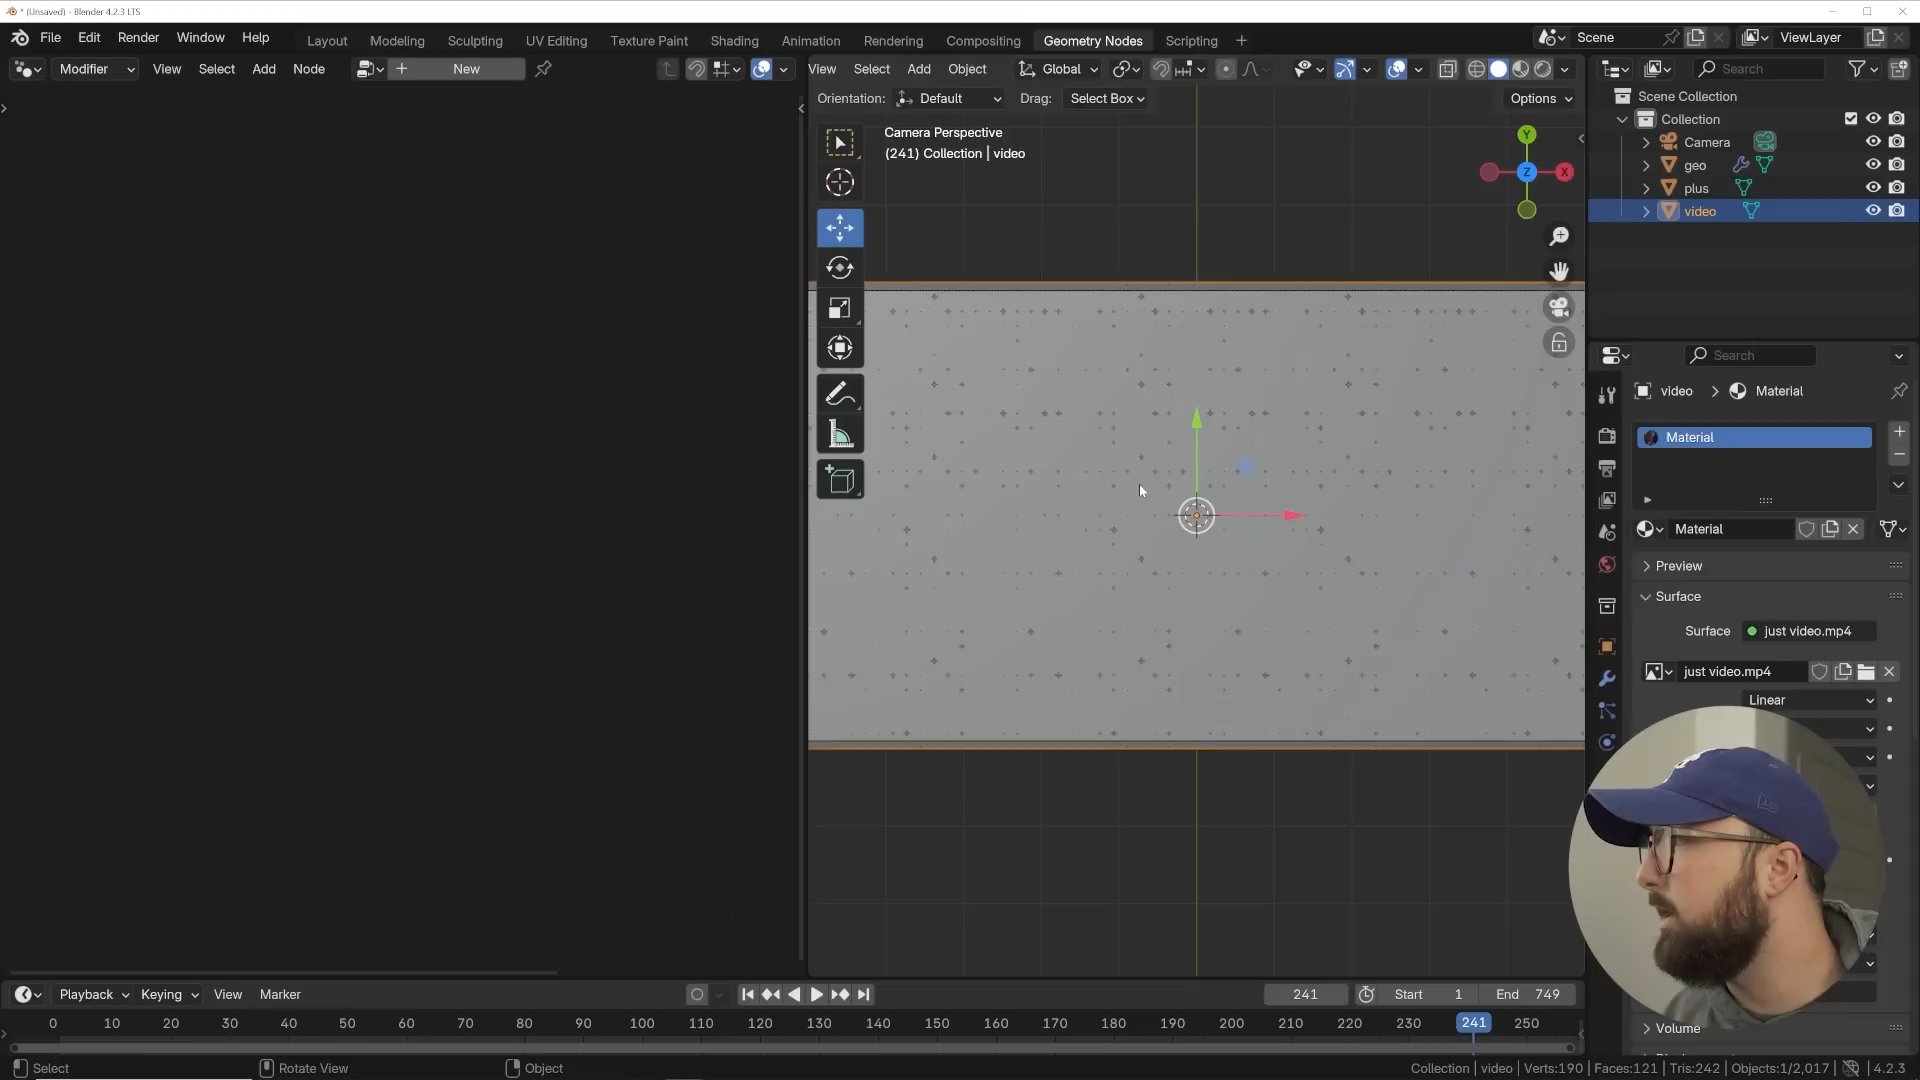 * (Unsaved) - Blender 4.2.3 LTS
File Edit Render Window Help Layout Modeling Sculpting UV Editing Texture Paint Shading Animation Rendering Compositing Geometry Nodes Scripting + Scene ViewLayer
Modifier View Select Add Node New View Select Add Object Global Search
Orientation: Default Drag: Select Box Options
Scene Collection
Collection
Camera
geo
plus
video
Camera Perspective
(241) Collection | video
Y
Z
X
Search
video > Material
Material
Material
Preview
Surface
Surface just video.mp4
just video.mp4
Linear
Volume
Playback Keying View Marker 241 Start 1 End 749
0 10 20 30 40 50 60 70 80 90 100 110 120 130 140 150 160 170 180 190 200 210 220 230 241 250
Select Rotate View Object Collection | video | Verts:190 | Faces:121 | Tris:242 | Objects:1/2,017 | 4.2.3